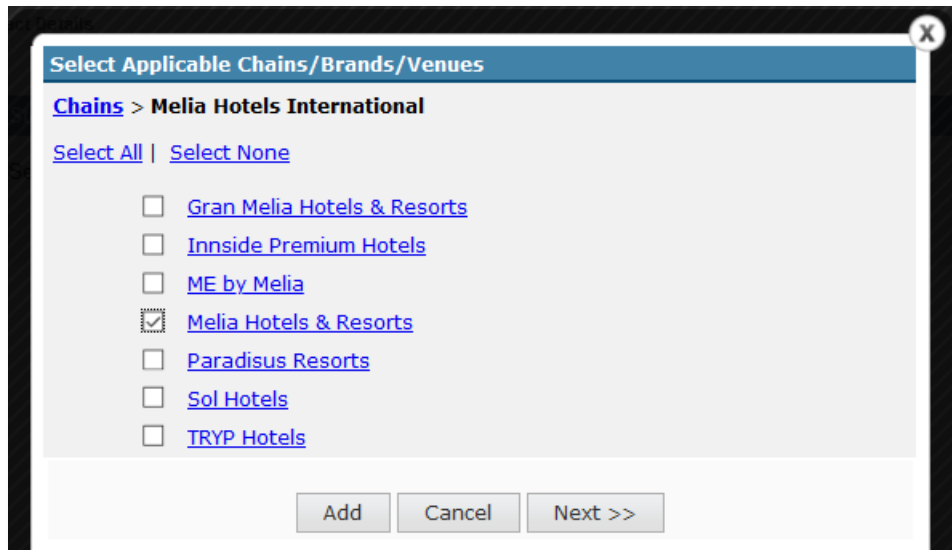 X
Select Applicable Chains/Brands/Venues
Chains > Melia Hotels International
Select All | Select None
Gran Melia Hotels & Resorts
Innside Premium Hotels
ME by Melia
Melia Hotels & Resorts
Paradisus Resorts
Sol Hotels
TRYP Hotels
Add Cancel Next >>